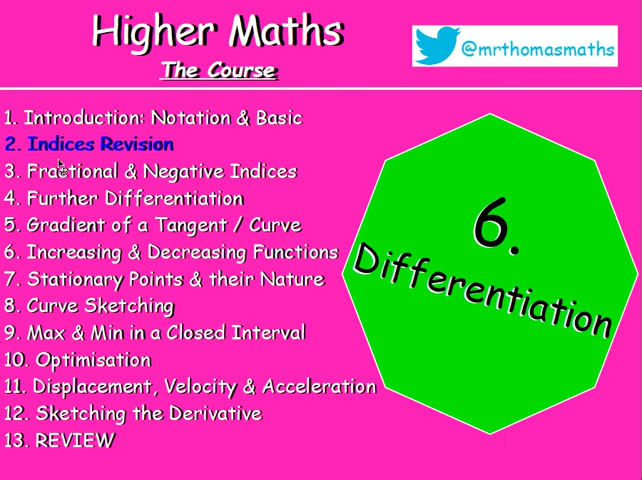 Higher Maths
The Course
@mrthomasmaths
1. Introduction: Notation & Basic
2. Indices Revision
3. Fractional & Negative Indices
4. Further Differentiation
5. Gradient of a Tangent / Curve
6. Increasing & Decreasing Functions
7. Stationary Points & their Nature
8. Curve Sketching
9. Max & Min in a Closed Interval
10. Optimisation
11. Displacement, Velocity & Acceleration
12. Sketching the Derivative
13. REVIEW
6.
Differentiation